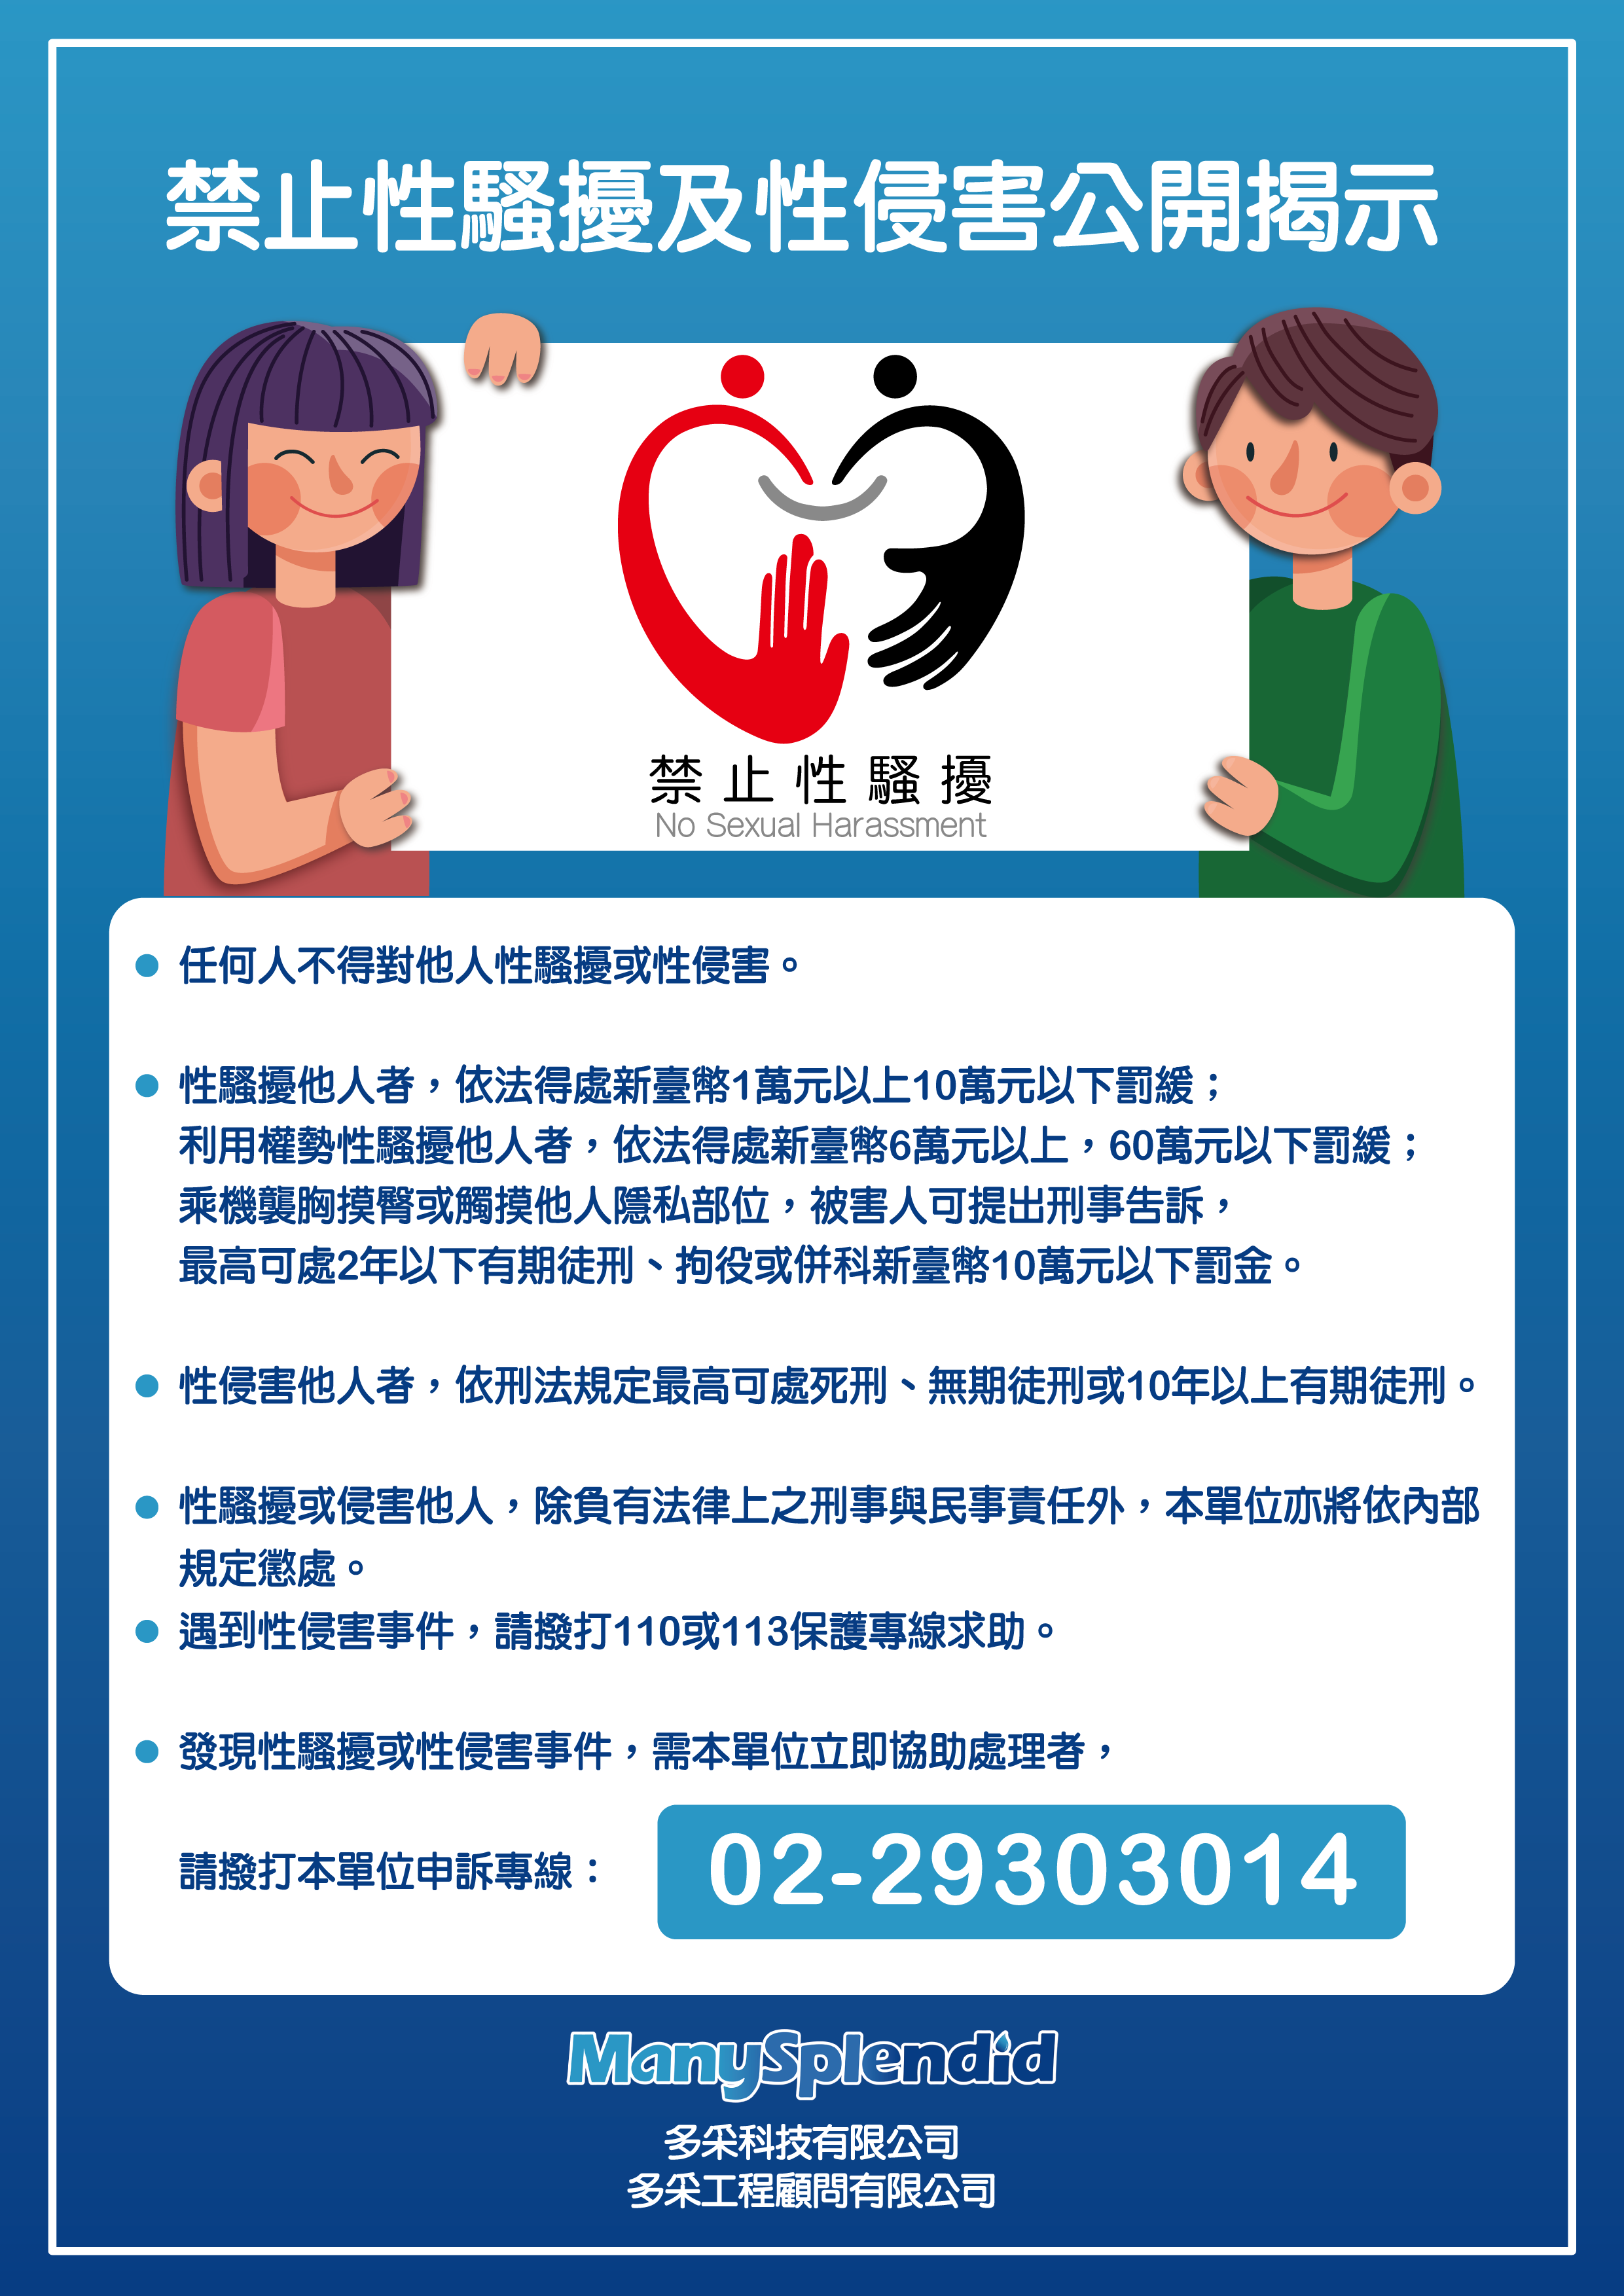 禁止性騷擾及性侵害公開揭示
禁止性騷擾
No Sexual Harassment
任何人不得對他人性騷擾或性侵害。
性騷擾他人者，依法得處新臺幣1萬元以上10萬元以下罰緩；
利用權勢性騷擾他人者，依法得處新臺幣6萬元以上，60萬元以下罰緩；
乘機襲胸摸臀或觸摸他人隱私部位，被害人可提出刑事告訴，
最高可處2年以下有期徒刑、拘役或併科新臺幣10萬元以下罰金。
性侵害他人者，依刑法規定最高可處死刑、無期徒刑或10年以上有期徒刑。
性騷擾或侵害他人，除負有法律上之刑事與民事責任外，本單位亦將依內部
規定懲處。
遇到性侵害事件，請撥打110或113保護專線求助。
發現性騷擾或性侵害事件，需本單位立即協助處理者，
請撥打本單位申訴專線：
02-29303014
ManySplendid
多采科技有限公司
多采工程顧問有限公司